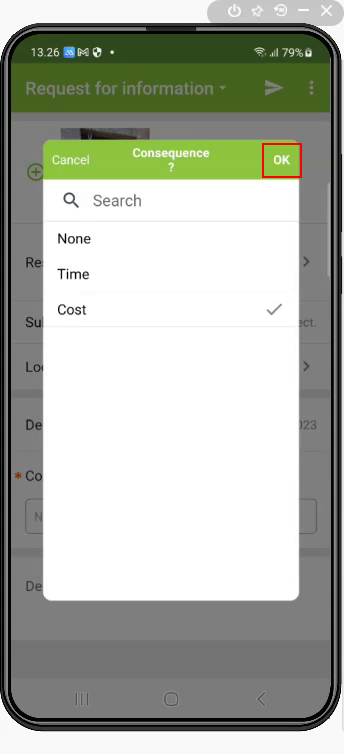 13.26
79%
Request for information
Cancel
Consequence
?
OK
Search
None
Time
Cost
Re
Su
ect.
Lo
De
023
* Co
N
De